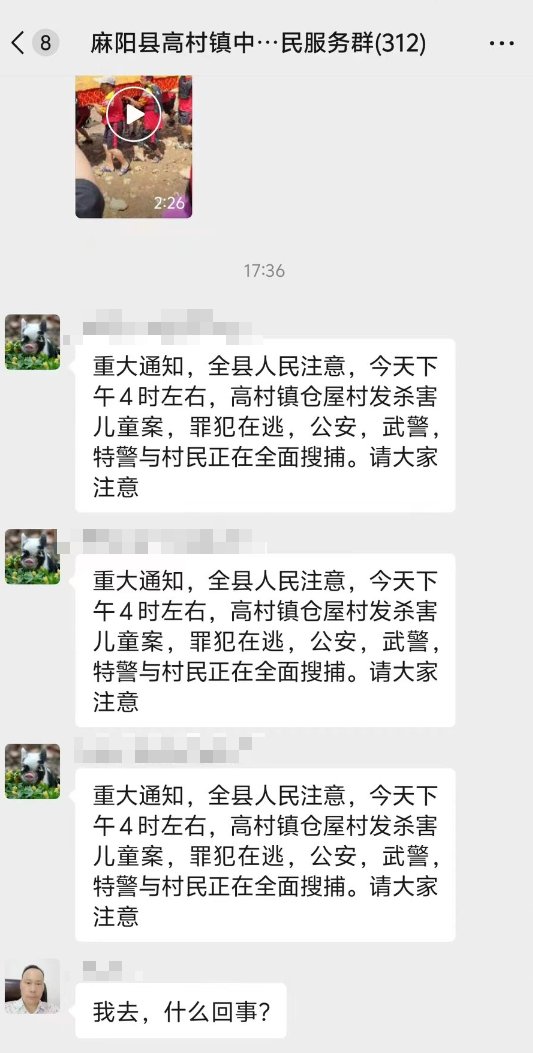 8 麻阳县高村镇中…民服务群(312)
2:26
17:36
重大通知，全县人民注意，今天下
午4时左右，高村镇仓屋村发杀害
儿童案，罪犯在逃，公安，武警，
特警与村民正在全面搜捕。请大家
注意
重大通知，全县人民注意，今天下
午4时左右，高村镇仓屋村发杀害
儿童案，罪犯在逃，公安，武警，
特警与村民正在全面搜捕。请大家
注意
重大通知，全县人民注意，今天下
午4时左右，高村镇仓屋村发杀害
儿童案，罪犯在逃，公安，武警，
特警与村民正在全面搜捕。请大家
注意
我去，什么回事？